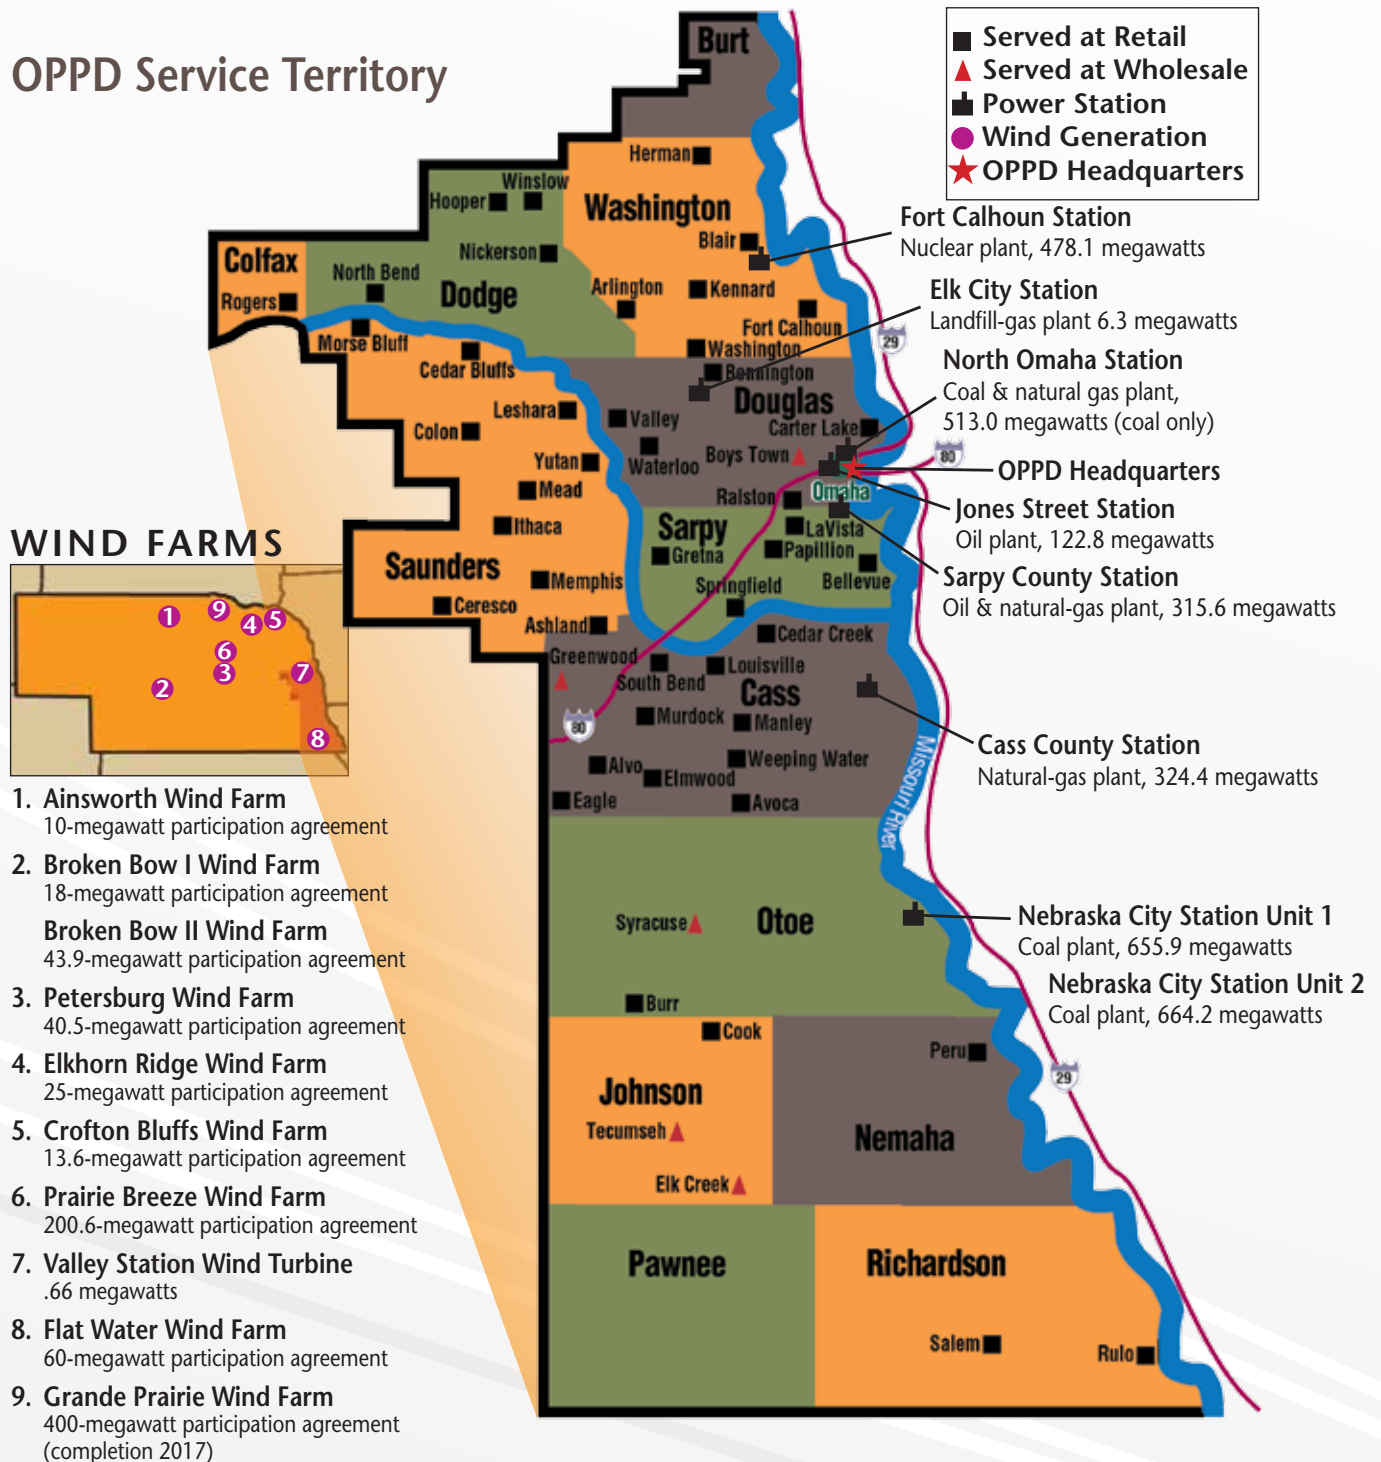 OPPD Service Territory
Served at Retail
Served at Wholesale
Power Station
Wind Generation
OPPD Headquarters
Burt
Herman
Winslow
Hooper
Washington
Blair
Nickerson
Colfax
North Bend
Rogers
Dodge
Arlington
Kennard
Fort Calhoun
Morse Bluff
Washington
Cedar Bluffs
Bennington
Douglas
Leshara
Valley
Carter Lake
Colon
Boys Town
Yutan
Waterloo
Mead
Ralston
Omaha
Ithaca
Sarpy
LaVista
Gretna
Papillion
Saunders
Memphis
Springfield
Bellevue
Ceresco
Ashland
Cedar Creek
Greenwood
Louisville
South Bend
Cass
Murdock
Manley
80
Weeping Water
Alvo
Elmwood
Eagle
Avoca
Missouri River
Syracuse
Otoe
Burr
Cook
Peru
Johnson
29
Tecumseh
Nemaha
Elk Creek
Pawnee
Richardson
Salem
Rulo
Fort Calhoun Station
Nuclear plant, 478.1 megawatts
Elk City Station
Landfill-gas plant 6.3 megawatts
29
North Omaha Station
Coal & natural gas plant,
513.0 megawatts (coal only)
80
OPPD Headquarters
Jones Street Station
Oil plant, 122.8 megawatts
Sarpy County Station
Oil & natural-gas plant, 315.6 megawatts
Cass County Station
Natural-gas plant, 324.4 megawatts
Nebraska City Station Unit 1
Coal plant, 655.9 megawatts
Nebraska City Station Unit 2
Coal plant, 664.2 megawatts
WIND FARMS
1
9
4
5
6
3
7
2
8
1. Ainsworth Wind Farm
10-megawatt participation agreement
2. Broken Bow I Wind Farm
18-megawatt participation agreement
Broken Bow II Wind Farm
43.9-megawatt participation agreement
3. Petersburg Wind Farm
40.5-megawatt participation agreement
4. Elkhorn Ridge Wind Farm
25-megawatt participation agreement
5. Crofton Bluffs Wind Farm
13.6-megawatt participation agreement
6. Prairie Breeze Wind Farm
200.6-megawatt participation agreement
7. Valley Station Wind Turbine
.66 megawatts
8. Flat Water Wind Farm
60-megawatt participation agreement
9. Grande Prairie Wind Farm
400-megawatt participation agreement
(completion 2017)